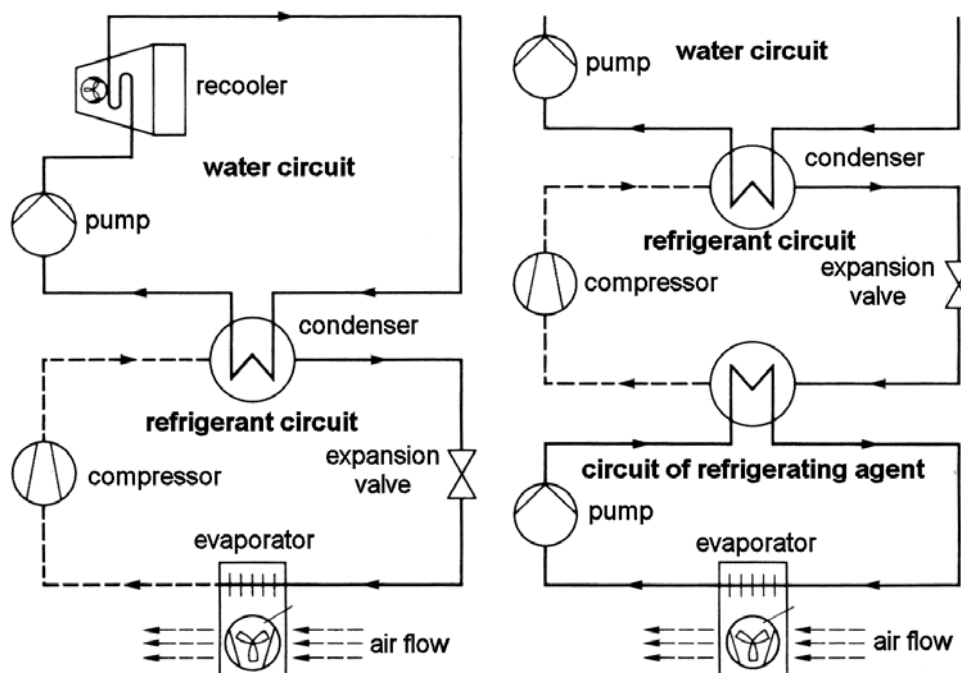 recooler
water circuit
pump
condenser
refrigerant circuit
compressor
expansion
valve
evaporator
air flow
pump
water circuit
condenser
refrigerant circuit
compressor
expansion
valve
circuit of refrigerating agent
pump
evaporator
air flow